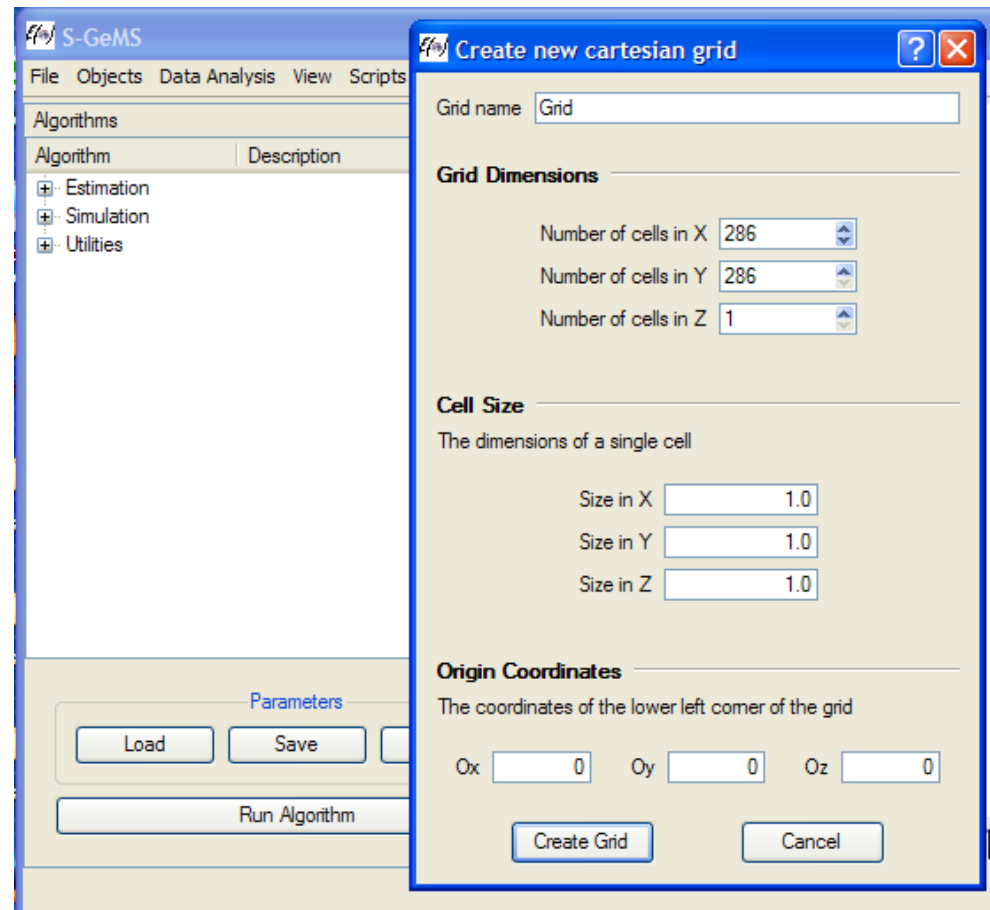 S-GeMS
File Objects Data Analysis View Scripts
Algorithms
Algorithm Description
Estimation
Simulation
Utilities
Parameters
Load Save
Run Algorithm
Create new cartesian grid
Grid name Grid
Grid Dimensions
Number of cells in X 286
Number of cells in Y 286
Number of cells in Z 1
Cell Size
The dimensions of a single cell
Size in X 1.0
Size in Y 1.0
Size in Z 1.0
Origin Coordinates
The coordinates of the lower left corner of the grid
Ox 0 Oy 0 Oz 0
Create Grid Cancel